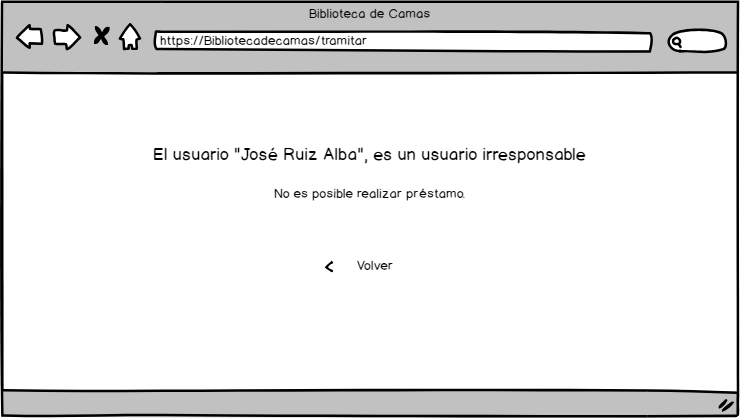 Biblioteca de Camas
https://Bibliotecadecamas/tramitar
El usuario "José Ruiz Alba", es un usuario irresponsable
No es posible realizar préstamo.
Volver